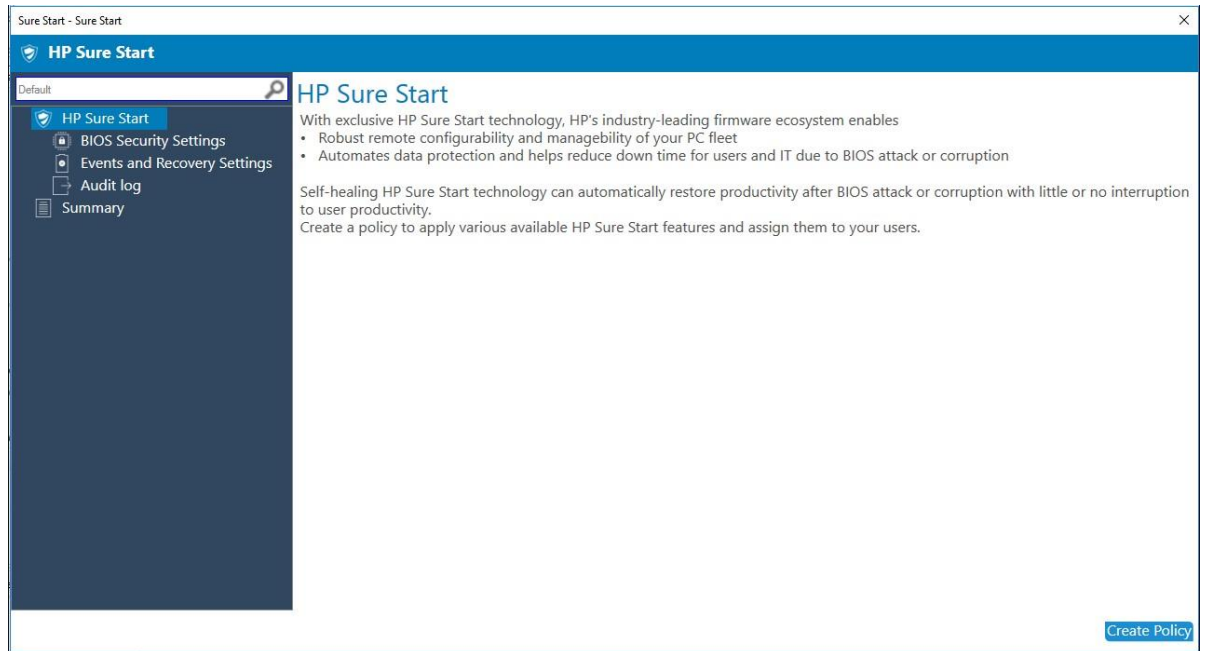 Sure Start - Sure Start
HP Sure Start
Default
HP Sure Start
BIOS Security Settings
Events and Recovery Settings
Audit log
Summary
HP Sure Start
With exclusive HP Sure Start technology, HP's industry-leading firmware ecosystem enables
• Robust remote configurability and managebility of your PC fleet
• Automates data protection and helps reduce down time for users and IT due to BIOS attack or corruption
Self-healing HP Sure Start technology can automatically restore productivity after BIOS attack or corruption with little or no interruption
to user productivity.
Create a policy to apply various available HP Sure Start features and assign them to your users.
Create Policy